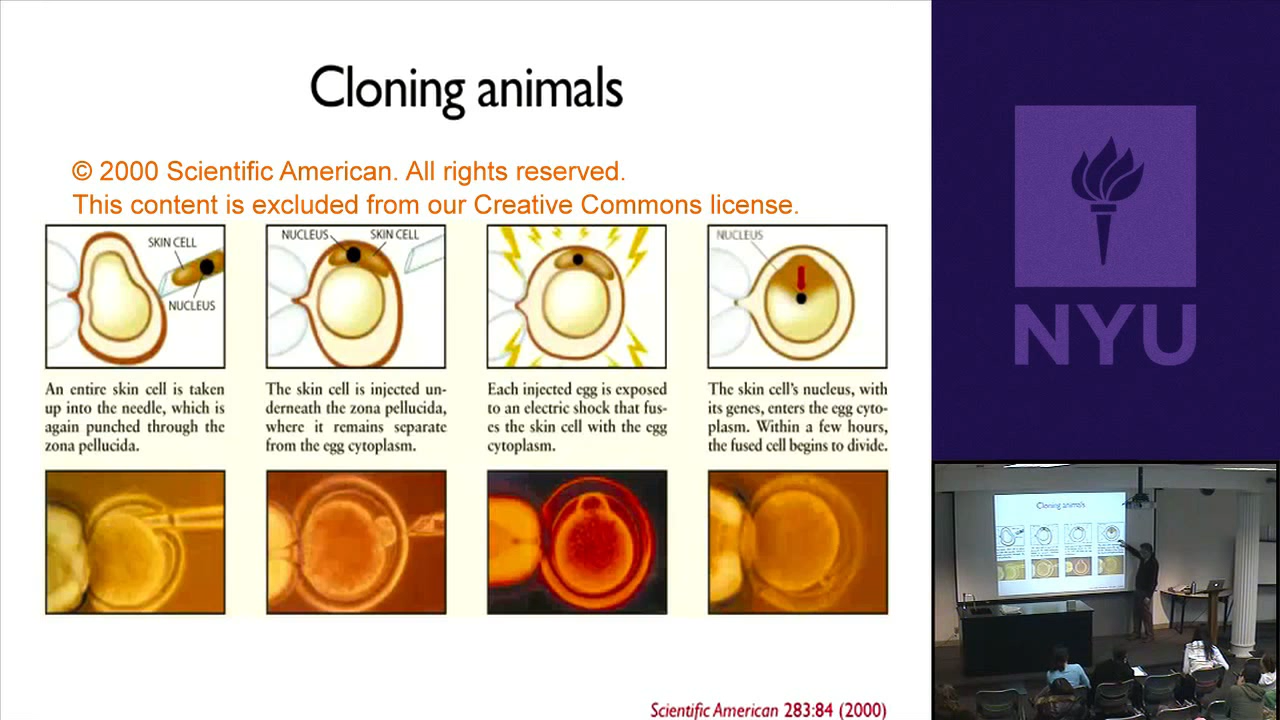 Cloning animals
© 2000 Scientific American. All rights reserved.
This content is excluded from our Creative Commons license.
SKIN CELL
NUCLEUS
An entire skin cell is taken
up into the needle, which is
again punched through the
zona pellucida.
NUCLEUS
SKIN CELL
The skin cell is injected un-
derneath the zona pellucida,
where it remains separate
from the egg cytoplasm.
Each injected egg is exposed
to an electric shock that fus-
es the skin cell with the egg
cytoplasm.
NUCLEUS
The skin cell's nucleus, with
its genes, enters the egg cyto-
plasm. Within a few hours,
the fused cell begins to divide.
Scientific American 283:84 (2000)
NYU
Cloning animals